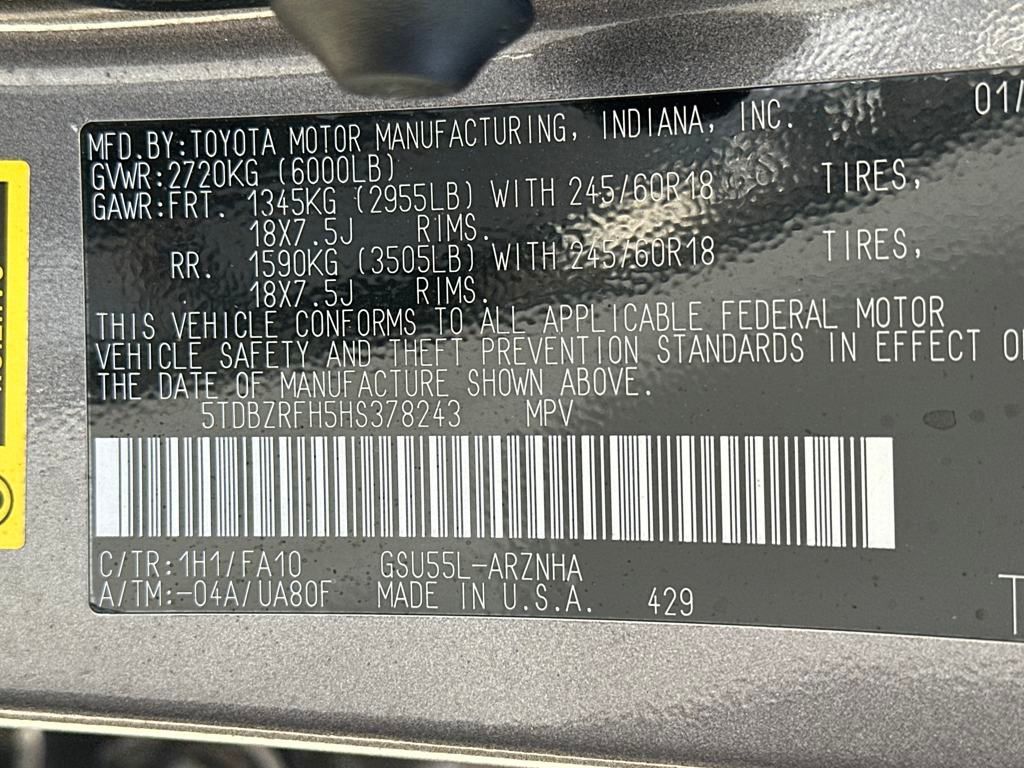 MFD.BY:TOYOTA MOTOR MANUFACTURING, INDIANA, INC. 01/
GVWR:2720KG (6000LB)
GAWR:FRT. 1345KG (2955LB) WITH 245/60R18 TIRES,
18X7.5J RIMS.
RR. 1590KG (3505LB) WITH 245/60R18 TIRES,
18X7.5J RIMS.
THIS VEHICLE CONFORMS TO ALL APPLICABLE FEDERAL MOTOR
VEHICLE SAFETY AND THEFT PREVENTION STANDARDS IN EFFECT
THE DATE OF MANUFACTURE SHOWN ABOVE.
5TDBZRFH5HS378243 MPV
C/TR:1H1/FA10 GSU55L-ARZNHA
A/TM:-04A/UA80F MADE IN U.S.A. 429